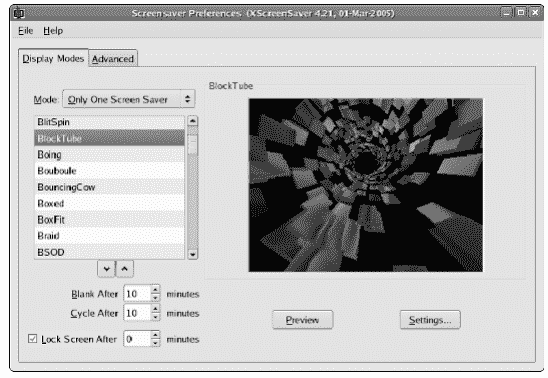 Screensaver Preferences (XScreenSaver 4.21, 01-Mar-2005)
File Help
Display Modes Advanced
Mode: Only One Screen Saver
BlitSpin
BlockTube
Boing
Bouboule
BouncingCow
Boxed
BoxFit
Braid
BSOD
Blank After 10 minutes
Cycle After 10 minutes
Lock Screen After 0 minutes
BlockTube
Preview Settings...